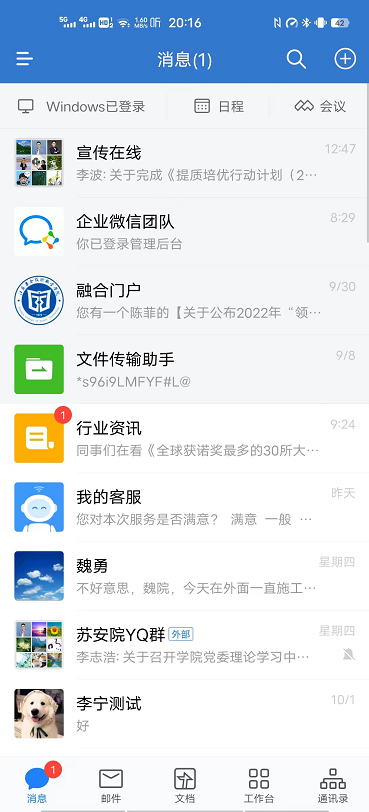 5G 4G HD 1 2 1.60 MB/S 听 20:16 42
消息(1)
Windows已登录 日程 会议
宣传在线 12:47
李波: 关于完成《提质培优行动计划（2…
企业微信团队 8:29
你已登录管理后台
融合门户 9/30
您有一个陈菲的【关于公布2022年“领…
文件传输助手 9/8
*s96i9LMFYF#L@
1
行业资讯 9:24
同事们在看《全球获诺奖最多的30所大…
我的客服 昨天
您对本次服务是否满意？ 满意 一般 …
魏勇 星期四
不好意思，魏院，今天在外面一直施工…
苏安院YQ群 外部 星期四
李志浩: 关于召开学院党委理论学习中…
李宁测试 10/1
好
1
消息 邮件 文档 工作台 通讯录